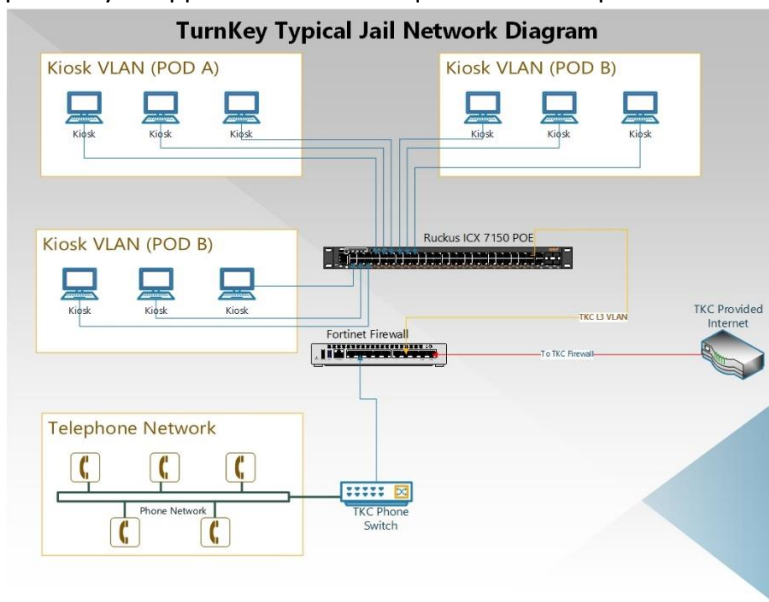 TurnKey Typical Jail Network Diagram
Kiosk VLAN (POD A)
Kiosk
Kiosk
Kiosk
Kiosk VLAN (POD B)
Kiosk
Kiosk
Kiosk
Ruckus ICX 7150 POE
Kiosk VLAN (POD B)
Kiosk
Kiosk
Kiosk
TKC L3 VLAN
TKC Provided
Internet
Fortinet Firewall
To TKC Firewall
Telephone Network
Phone Network
TKC Phone
Switch